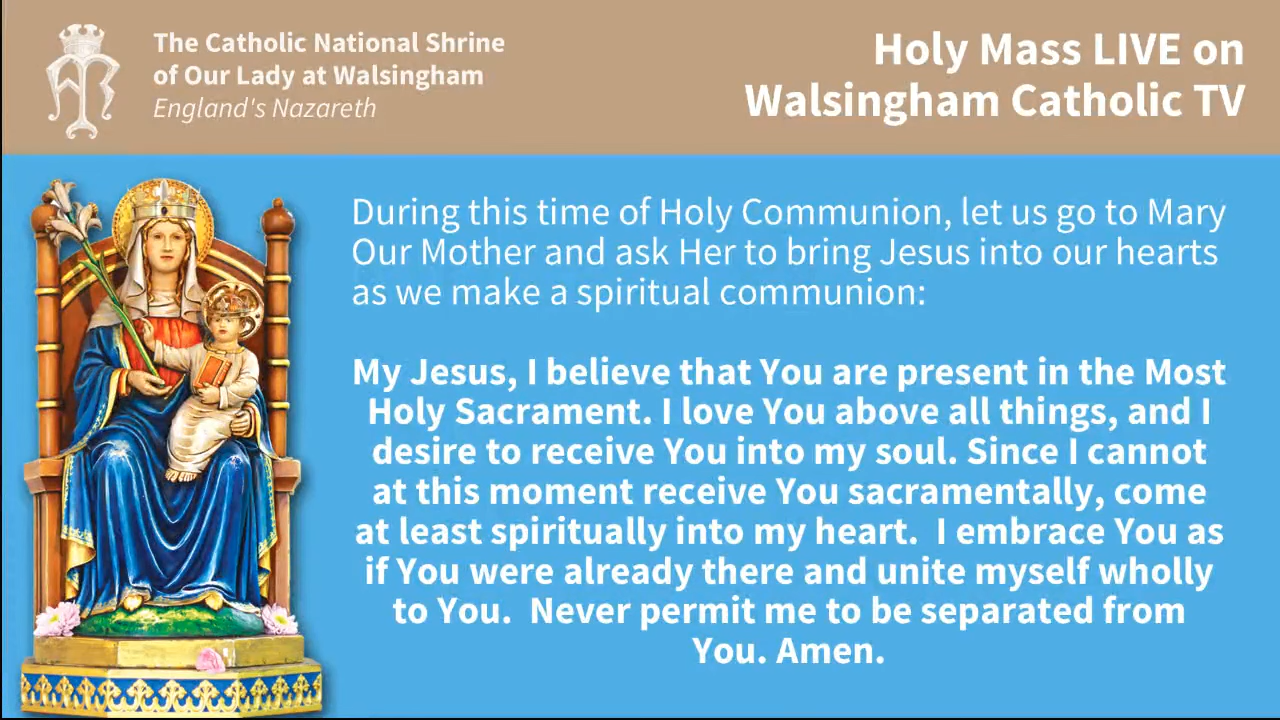 The Catholic National Shrine
of Our Lady at Walsingham
England's Nazareth
Holy Mass LIVE on
Walsingham Catholic TV
During this time of Holy Communion, let us go to Mary
Our Mother and ask Her to bring Jesus into our hearts
as we make a spiritual communion:
My Jesus, I believe that You are present in the Most
Holy Sacrament. I love You above all things, and I
desire to receive You into my soul. Since I cannot
at this moment receive You sacramentally, come
at least spiritually into my heart.  I embrace You as
if You were already there and unite myself wholly
to You.  Never permit me to be separated from
You. Amen.